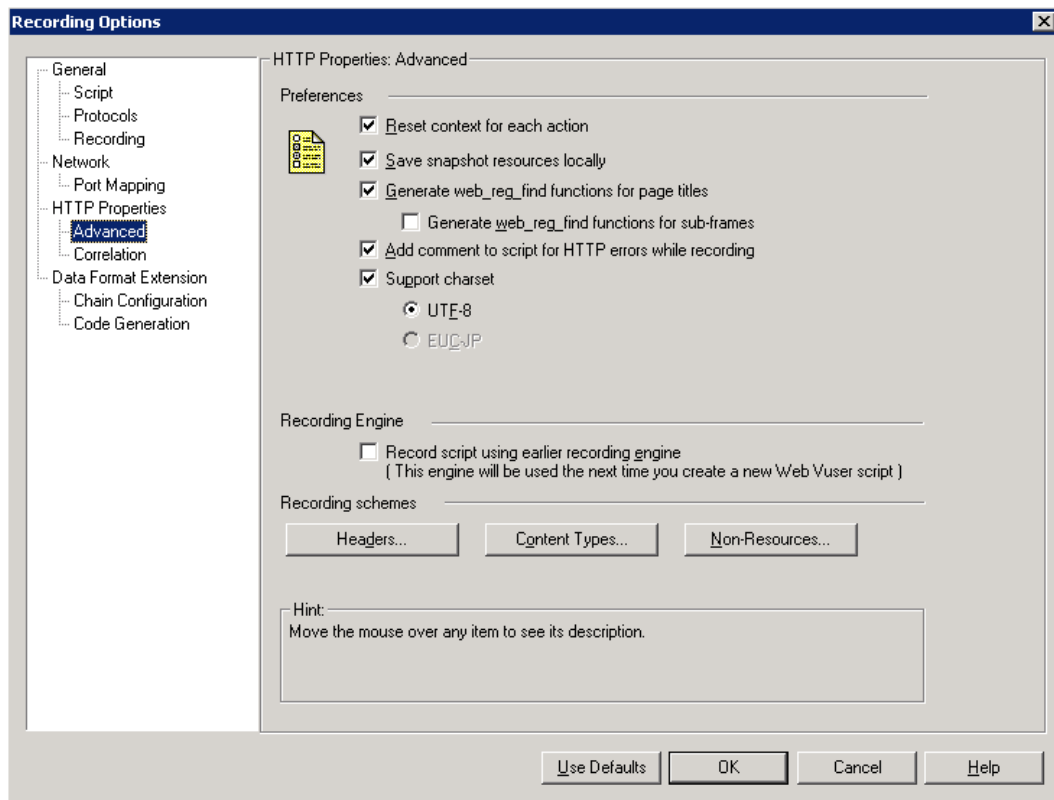 Recording Options
General
Script
Protocols
Recording
Network
Port Mapping
HTTP Properties
Advanced
Correlation
Data Format Extension
Chain Configuration
Code Generation
HTTP Properties: Advanced
Preferences
Reset context for each action
Save snapshot resources locally
Generate web_reg_find functions for page titles
Generate web_reg_find functions for sub-frames
Add comment to script for HTTP errors while recording
Support charset
UTF-8
EUC-JP
Recording Engine
Record script using earlier recording engine
( This engine will be used the next time you create a new Web Vuser script )
Recording schemes
Headers...
Content Types...
Non-Resources...
Hint:
Move the mouse over any item to see its description.
Use Defaults
OK
Cancel
Help